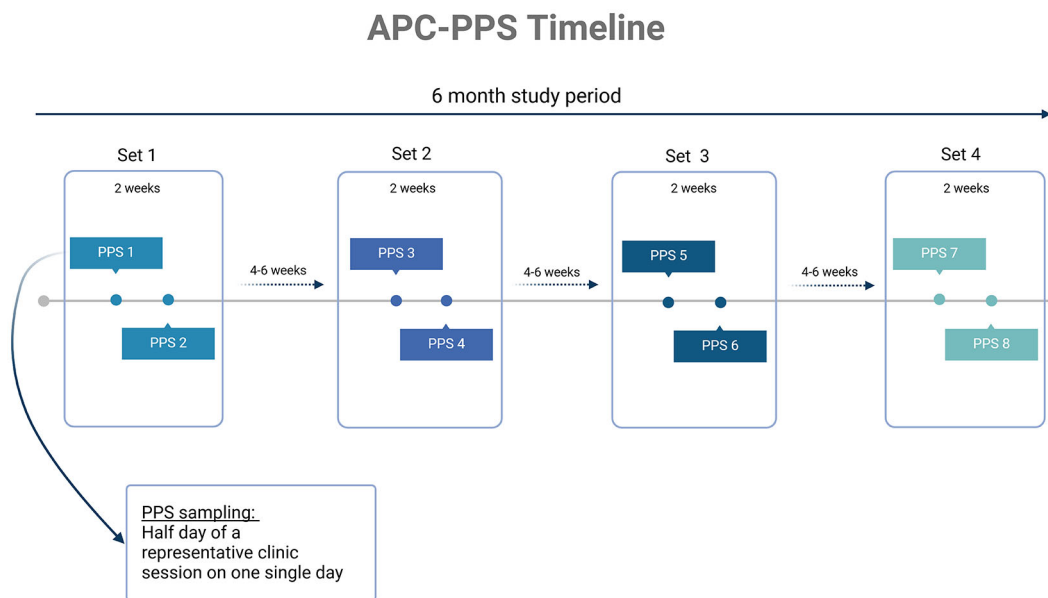 APC-PPS Timeline
6 month study period
Set 1
Set 2
Set 3
Set 4
2 weeks
2 weeks
2 weeks
2 weeks
PPS 1
PPS 3
PPS 5
PPS 7
4-6 weeks
4-6 weeks
4-6 weeks
PPS 2
PPS 4
PPS 6
PPS 8
PPS sampling:
Half day of a
representative clinic
session on one single day